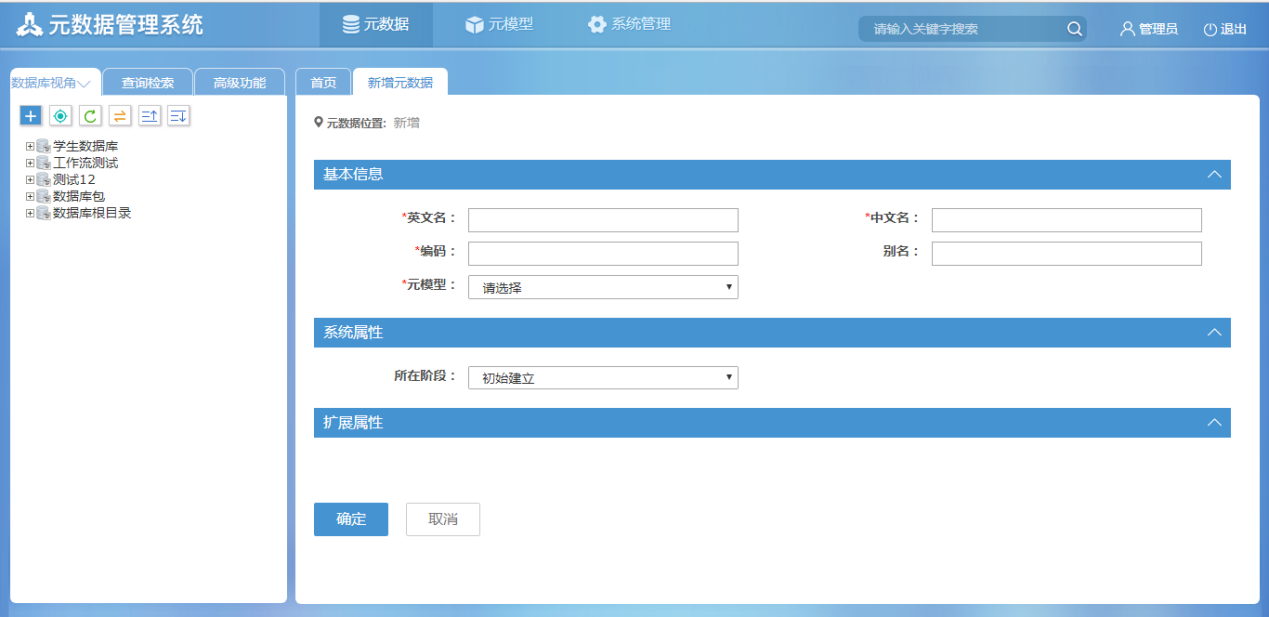 元数据管理系统 元数据 元模型 系统管理 请输入关键字搜索 管理员 退出
数据库视角 查询检索 高级功能 首页 新增元数据
元数据位置: 新增
学生数据库
工作流测试
测试12
数据库包
数据库根目录
基本信息
*英文名： *中文名：
*编码： 别名：
*元模型： 请选择
系统属性
所在阶段： 初始建立
扩展属性
确定 取消